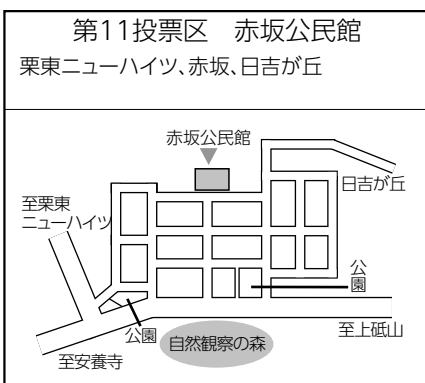 第11投票区 赤坂公民館
栗東ニューハイツ、赤坂、日吉が丘
赤坂公民館
日吉が丘
至栗東
ニューハイツ
公園
公園
自然観察の森
至上砥山
至安養寺